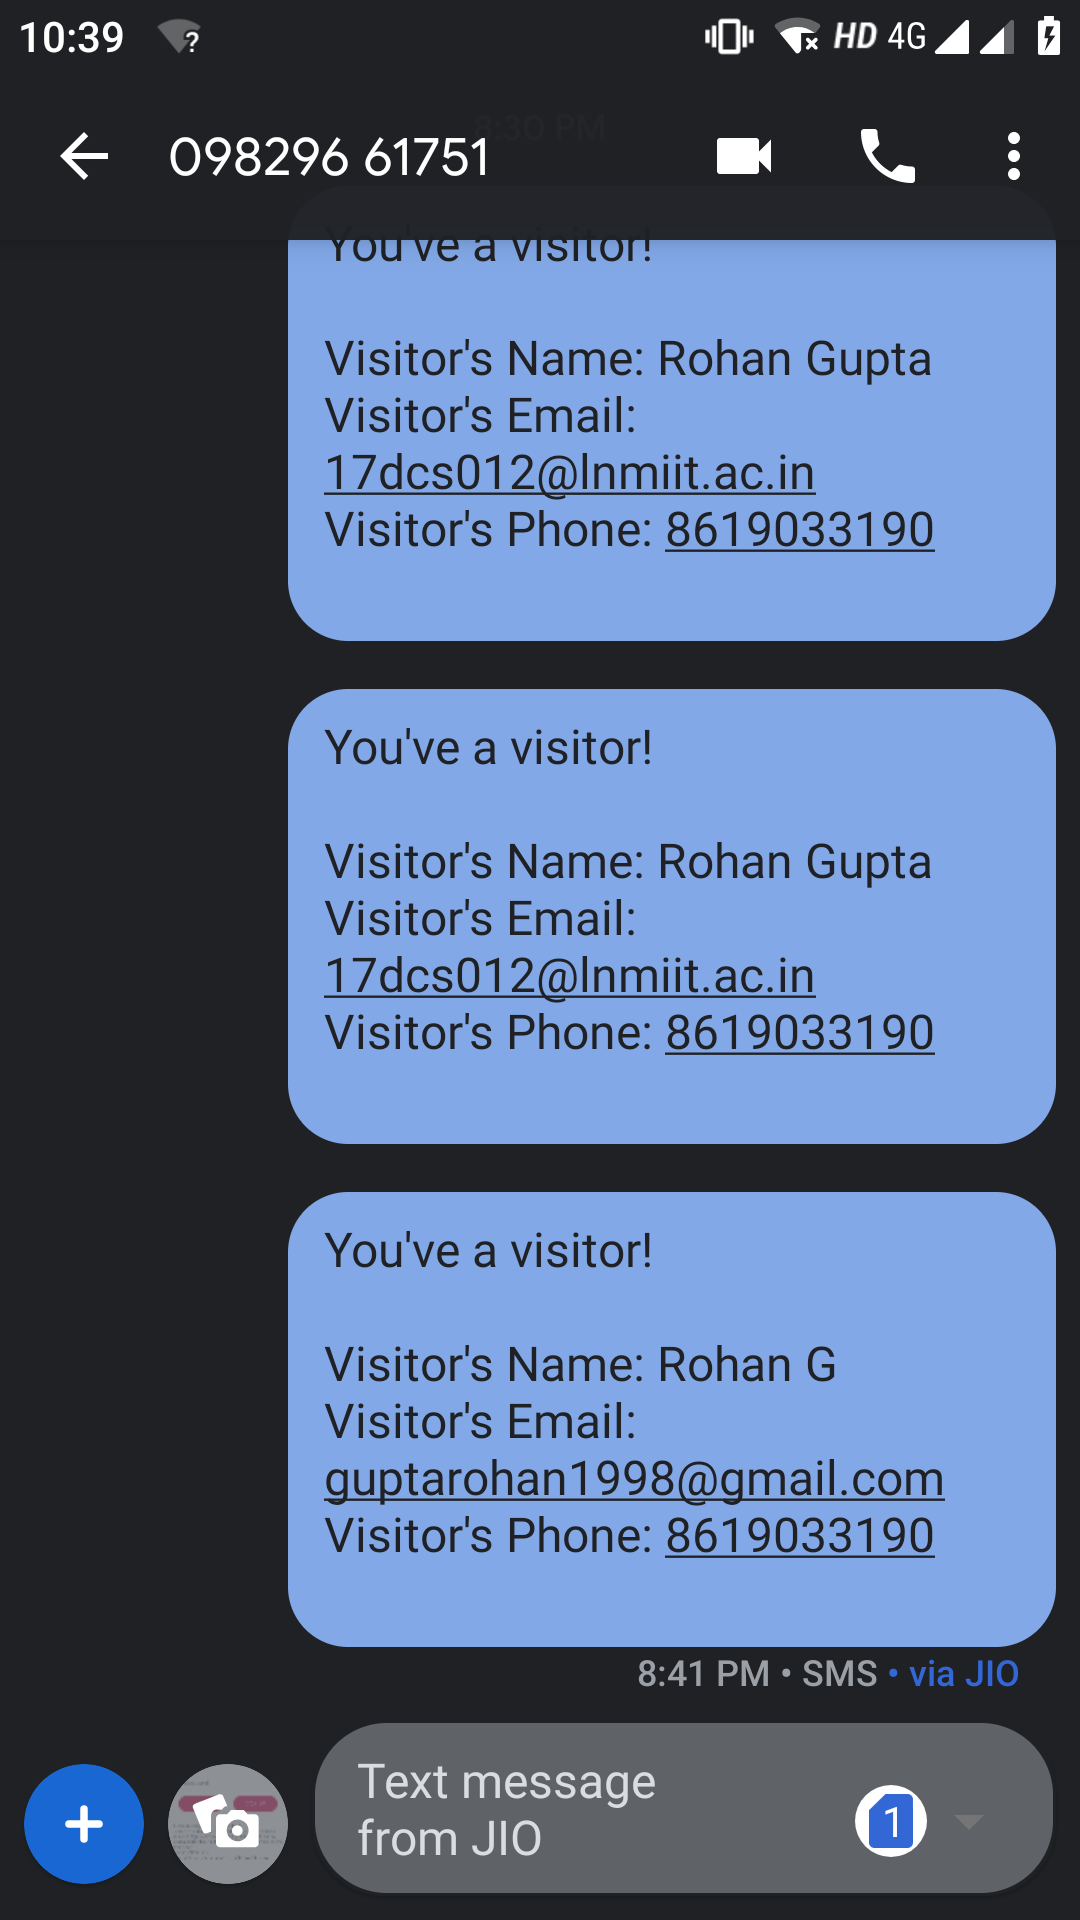 10:39
HD 4G
8:30 PM
098296 61751
You've a visitor!
Visitor's Name: Rohan Gupta
Visitor's Email:
17dcs012@lnmiit.ac.in
Visitor's Phone: 8619033190
You've a visitor!
Visitor's Name: Rohan Gupta
Visitor's Email:
17dcs012@lnmiit.ac.in
Visitor's Phone: 8619033190
You've a visitor!
Visitor's Name: Rohan G
Visitor's Email:
guptarohan1998@gmail.com
Visitor's Phone: 8619033190
8:41 PM • SMS • via JIO
Text message
from JIO
1